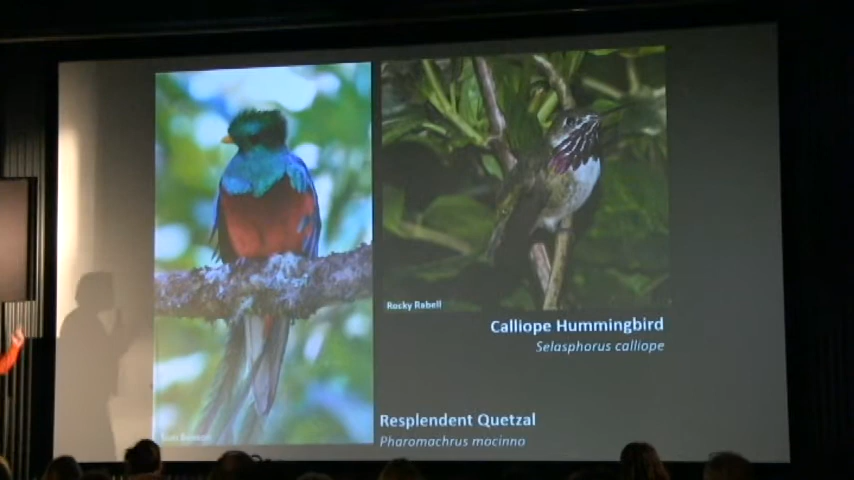 Rocky Rabell
Calliope Hummingbird
Selasphorus calliope
Resplendent Quetzal
Pharomachrus mocinno